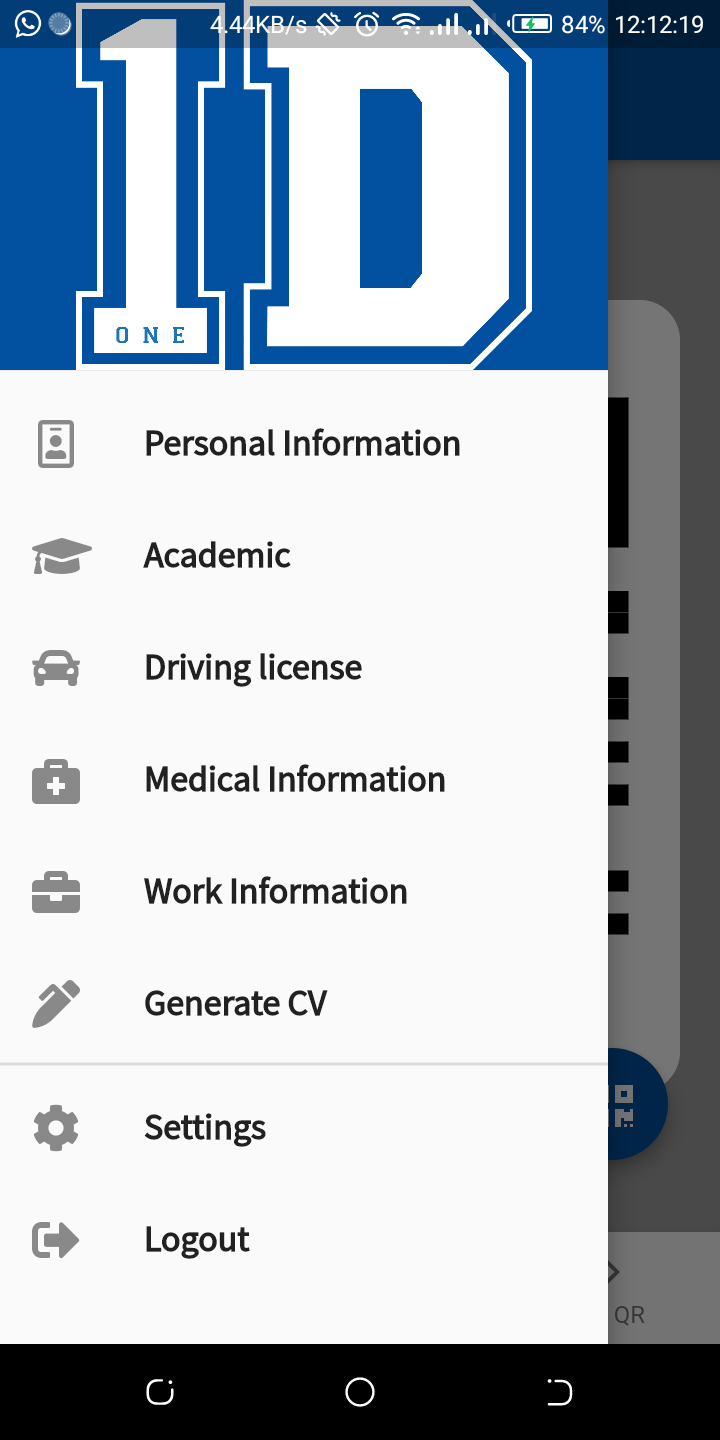 4.44KB/s 84% 12:12:19
1D
ONE
Personal Information
Academic
Driving license
Medical Information
Work Information
Generate CV
Settings
Logout
QR